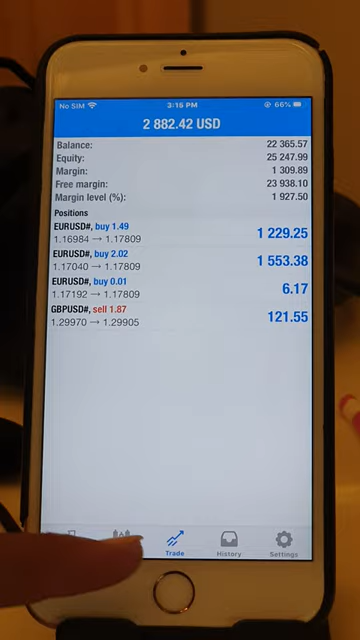 No SIM 3:15 PM 66%
2 882.42 USD
Balance: 22 365.57
Equity: 25 247.99
Margin: 1 309.89
Free margin: 23 938.10
Margin level (%): 1 927.50
Positions
EURUSD#, buy 1.49
1.16984 → 1.17809 1 229.25
EURUSD#, buy 2.02
1.17040 → 1.17809 1 553.38
EURUSD#, buy 0.01
1.17192 → 1.17809 6.17
GBPUSD#, sell 1.87
1.29970 → 1.29905 121.55
Trade History Settings